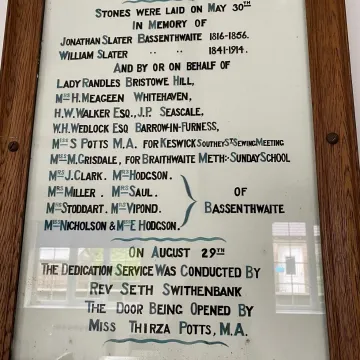 STONES WERE LAID ON MAY 30TH
IN MEMORY OF
JONATHAN SLATER BASSENTHWAITE 1816-1856.
WILLIAM SLATER " " 1841-1914.
AND BY OR ON BEHALF OF
LADY RANDLES BRISTOWE HILL,
MRS H. MEAGEEN WHITEHAVEN,
H.W. WALKER ESQ., J.P. SEASCALE,
W.H. WEDLOCK ESQ BARROW-IN-FURNESS,
MISS S POTTS M.A. FOR KESWICK SOUTHEY ST SEWING MEETING
MISS M. GRISDALE, FOR BRAITHWAITE METH: SUNDAY SCHOOL
MRS J. CLARK. MRS HODGSON.
MRS MILLER. MRS SAUL. OF
MRS STODDART. MRS VIPOND. BASSENTHWAITE
MRS NICHOLSON & MISS E HODGSON.
ON AUGUST 29TH
THE DEDICATION SERVICE WAS CONDUCTED BY
REV SETH SWITHENBANK
THE DOOR BEING OPENED BY
MISS THIRZA POTTS, M.A.